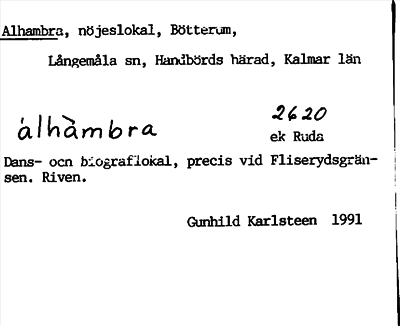 Alhambra, nöjeslokal, Bötterum,
Långemåla sn, Handbörds härad, Kalmar län
àlhàmbra
2620
ek Ruda
Dans- och biograflokal, precis vid Fliserydsgrän-
sen. Riven.
Gunhild Karlsteen 1991